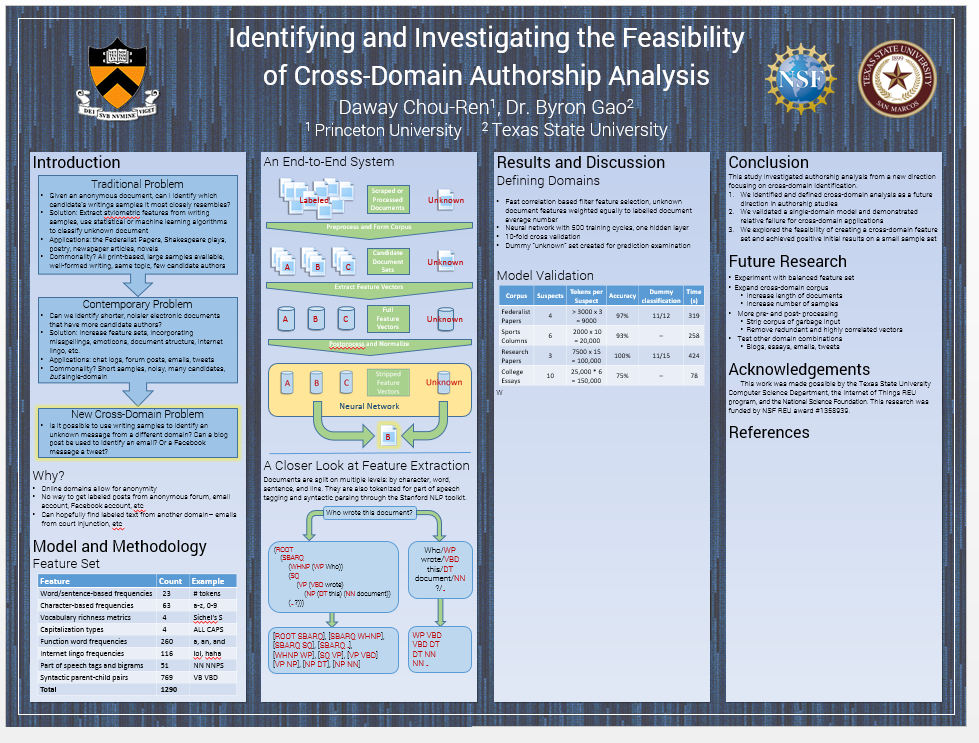 Identifying and Investigating the Feasibility
of Cross-Domain Authorship Analysis
Daway Chou-Ren¹, Dr. Byron Gao²
¹ Princeton University ² Texas State University
DEI SVB NVMINE VIGET
NSF
TEXAS STATE UNIVERSITY
1899
SAN MARCOS
Introduction
Traditional Problem
• Given an anonymous document, can I identify which
candidate's writings samples it most closely resembles?
• Solution: Extract stylometric features from writing
samples, use statistical or machine learning algorithms
to classify unknown document
• Applications: the Federalist Papers, Shakespeare plays,
poetry, newspaper articles, novels
• Commonality? All print-based, large samples available,
well-formed writing, same topic, few candidate authors
Contemporary Problem
• Can we identify shorter, noisier electronic documents
that have more candidate authors?
• Solution: Increase feature sets, incorporating
misspellings, emoticons, document structure, internet
lingo, etc.
• Applications: chat logs, forum posts, emails, tweets
• Commonality? Short samples, noisy, many candidates,
but single-domain
New Cross-Domain Problem
• Is it possible to use writing samples to identify an
unknown message from a different domain? Can a blog
post be used to identify an email? Or a Facebook
message a tweet?
Why?
• Online domains allow for anonymity
• No way to get labeled posts from anonymous forum, email
account, Facebook account, etc
• Can hopefully find labeled text from another domain– emails
from court injunction, etc
Model and Methodology
Feature Set
Feature Count Example
Word/sentence-based frequencies 23 # tokens
Character-based frequencies 63 a-z, 0-9
Vocabulary richness metrics 4 Sichel's S
Capitalization types 4 ALL CAPS
Function word frequencies 260 a, an, and
Internet lingo frequencies 116 lol, haha
Part of speech tags and bigrams 51 NN NNPS
Syntactic parent-child pairs 769 VB VBD
Total 1290
An End-to-End System
Labeled
Scraped or
Processed
Documents
Unknown
Preprocess and Form Corpus
A B C
Candidate
Document
Sets
Unknown
Extract Feature Vectors
A B C
Full
Feature
Vectors
Unknown
Postprocess and Normalize
A B C
Stripped
Feature
Vectors
Unknown
Neural Network
B
A Closer Look at Feature Extraction
Documents are split on multiple levels: by character, word,
sentence, and line. They are also tokenized for part of speech
tagging and syntactic parsing through the Stanford NLP toolkit.
Who wrote this document?
(ROOT
(SBARQ
(WHNP (WP Who))
(SQ
(VP (VBD wrote)
(NP (DT this) (NN document))
(. ?)))
Who/WP
wrote/VBD
this/DT
document/NN
?/.
[ROOT SBARQ], [SBARQ WHNP],
[SBARQ SQ], [SBARQ .],
[WHNP WP], [SQ VP], [VP VBD]
[VP NP], [NP DT], [NP NN]
WP VBD
VBD DT
DT NN
NN .
Results and Discussion
Defining Domains
• Fast correlation based filter feature selection, unknown
document features weighted equally to labelled document
average number
• Neural network with 500 training cycles, one hidden layer
• 10-fold cross validation
• Dummy "unknown" set created for prediction examination
Model Validation
Corpus Suspects Tokens per Suspect Accuracy Dummy classification Time (s)
Federalist Papers 4 > 3000 x 3 = 9000 97% 11/12 319
Sports Columns 6 2000 x 10 = 20,000 93% – 258
Research Papers 3 7500 x 15 = 100,000 100% 11/15 424
College Essays 10 25,000 * 6 = 150,000 75% – 78
W
Conclusion
This study investigated authorship analysis from a new direction
focusing on cross-domain identification.
1. We identified and defined cross-domain analysis as a future
direction in authorship studies
2. We validated a single-domain model and demonstrated
relative failure for cross-domain applications
3. We explored the feasibility of creating a cross-domain feature
set and achieved positive initial results on a small sample set
Future Research
• Experiment with balanced feature set
• Expand cross-domain corpus
• Increase length of documents
• Increase number of samples
• More pre- and post- processing
• Strip corpus of garbage input
• Remove redundant and highly correlated vectors
• Test other domain combinations
• Blogs, essays, emails, tweets
Acknowledgements
This work was made possible by the Texas State University
Computer Science Department, the Internet of Things REU
program, and the National Science Foundation. This research was
funded by NSF REU award #1358939.
References